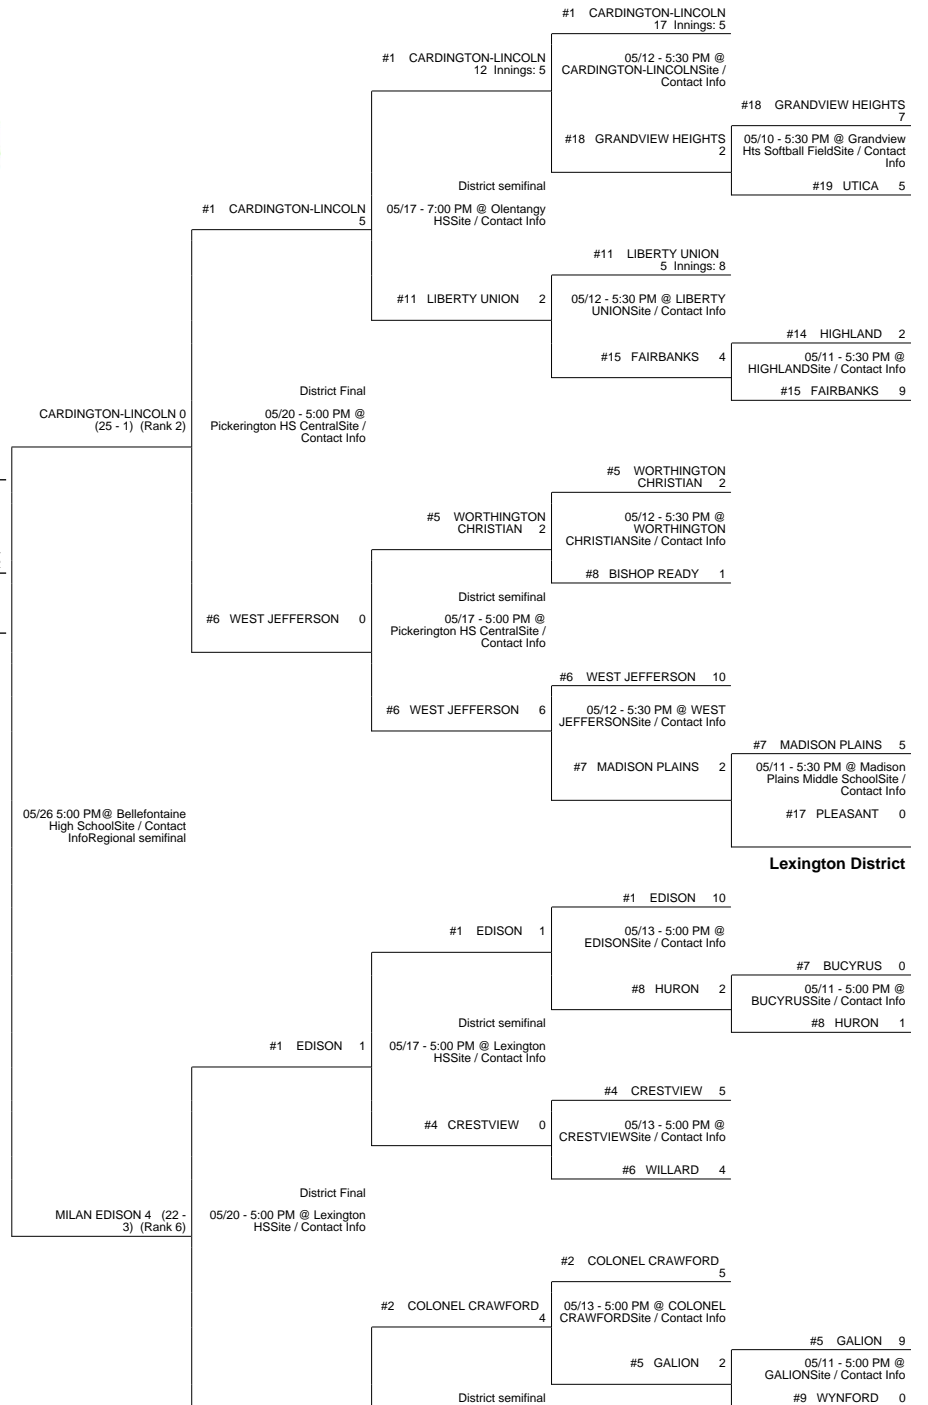 #1 CARDINGTON-LINCOLN
17 Innings: 5
#1 CARDINGTON-LINCOLN
12 Innings: 5
05/12 - 5:30 PM @
CARDINGTON-LINCOLNSite /
Contact Info
#18 GRANDVIEW HEIGHTS
7
#18 GRANDVIEW HEIGHTS
2
05/10 - 5:30 PM @ Grandview
Hts Softball FieldSite / Contact
Info
#19 UTICA 5
District semifinal
05/17 - 7:00 PM @ Olentangy
HSSite / Contact Info
#1 CARDINGTON-LINCOLN
5
#11 LIBERTY UNION
5 Innings: 8
#11 LIBERTY UNION 2
05/12 - 5:30 PM @ LIBERTY
UNIONSite / Contact Info
#14 HIGHLAND 2
#15 FAIRBANKS 4
05/11 - 5:30 PM @
HIGHLANDSite / Contact Info
#15 FAIRBANKS 9
District Final
05/20 - 5:00 PM @
Pickerington HS CentralSite /
Contact Info
CARDINGTON-LINCOLN 0
(25 - 1) (Rank 2)
#5 WORTHINGTON
CHRISTIAN 2
#5 WORTHINGTON
CHRISTIAN 2
05/12 - 5:30 PM @
WORTHINGTON
CHRISTIANSite / Contact Info
#8 BISHOP READY 1
District semifinal
05/17 - 5:00 PM @
Pickerington HS CentralSite /
Contact Info
#6 WEST JEFFERSON 0
#6 WEST JEFFERSON 10
#6 WEST JEFFERSON 6
05/12 - 5:30 PM @ WEST
JEFFERSONSite / Contact Info
#7 MADISON PLAINS 5
#7 MADISON PLAINS 2
05/11 - 5:30 PM @ Madison
Plains Middle SchoolSite /
Contact Info
#17 PLEASANT 0
05/26 5:00 PM@ Bellefontaine
High SchoolSite / Contact
InfoRegional semifinal
Lexington District
#1 EDISON 10
#1 EDISON 1
05/13 - 5:00 PM @
EDISONSite / Contact Info
#7 BUCYRUS 0
#8 HURON 2
05/11 - 5:00 PM @
BUCYRUSSite / Contact Info
#8 HURON 1
District semifinal
05/17 - 5:00 PM @ Lexington
HSSite / Contact Info
#1 EDISON 1
#4 CRESTVIEW 5
#4 CRESTVIEW 0
05/13 - 5:00 PM @
CRESTVIEWSite / Contact Info
#6 WILLARD 4
District Final
05/20 - 5:00 PM @ Lexington
HSSite / Contact Info
MILAN EDISON 4 (22 -
3) (Rank 6)
#2 COLONEL CRAWFORD
5
#2 COLONEL CRAWFORD
4
05/13 - 5:00 PM @ COLONEL
CRAWFORDSite / Contact Info
#5 GALION 9
#5 GALION 2
05/11 - 5:00 PM @
GALIONSite / Contact Info
#9 WYNFORD 0
District semifinal